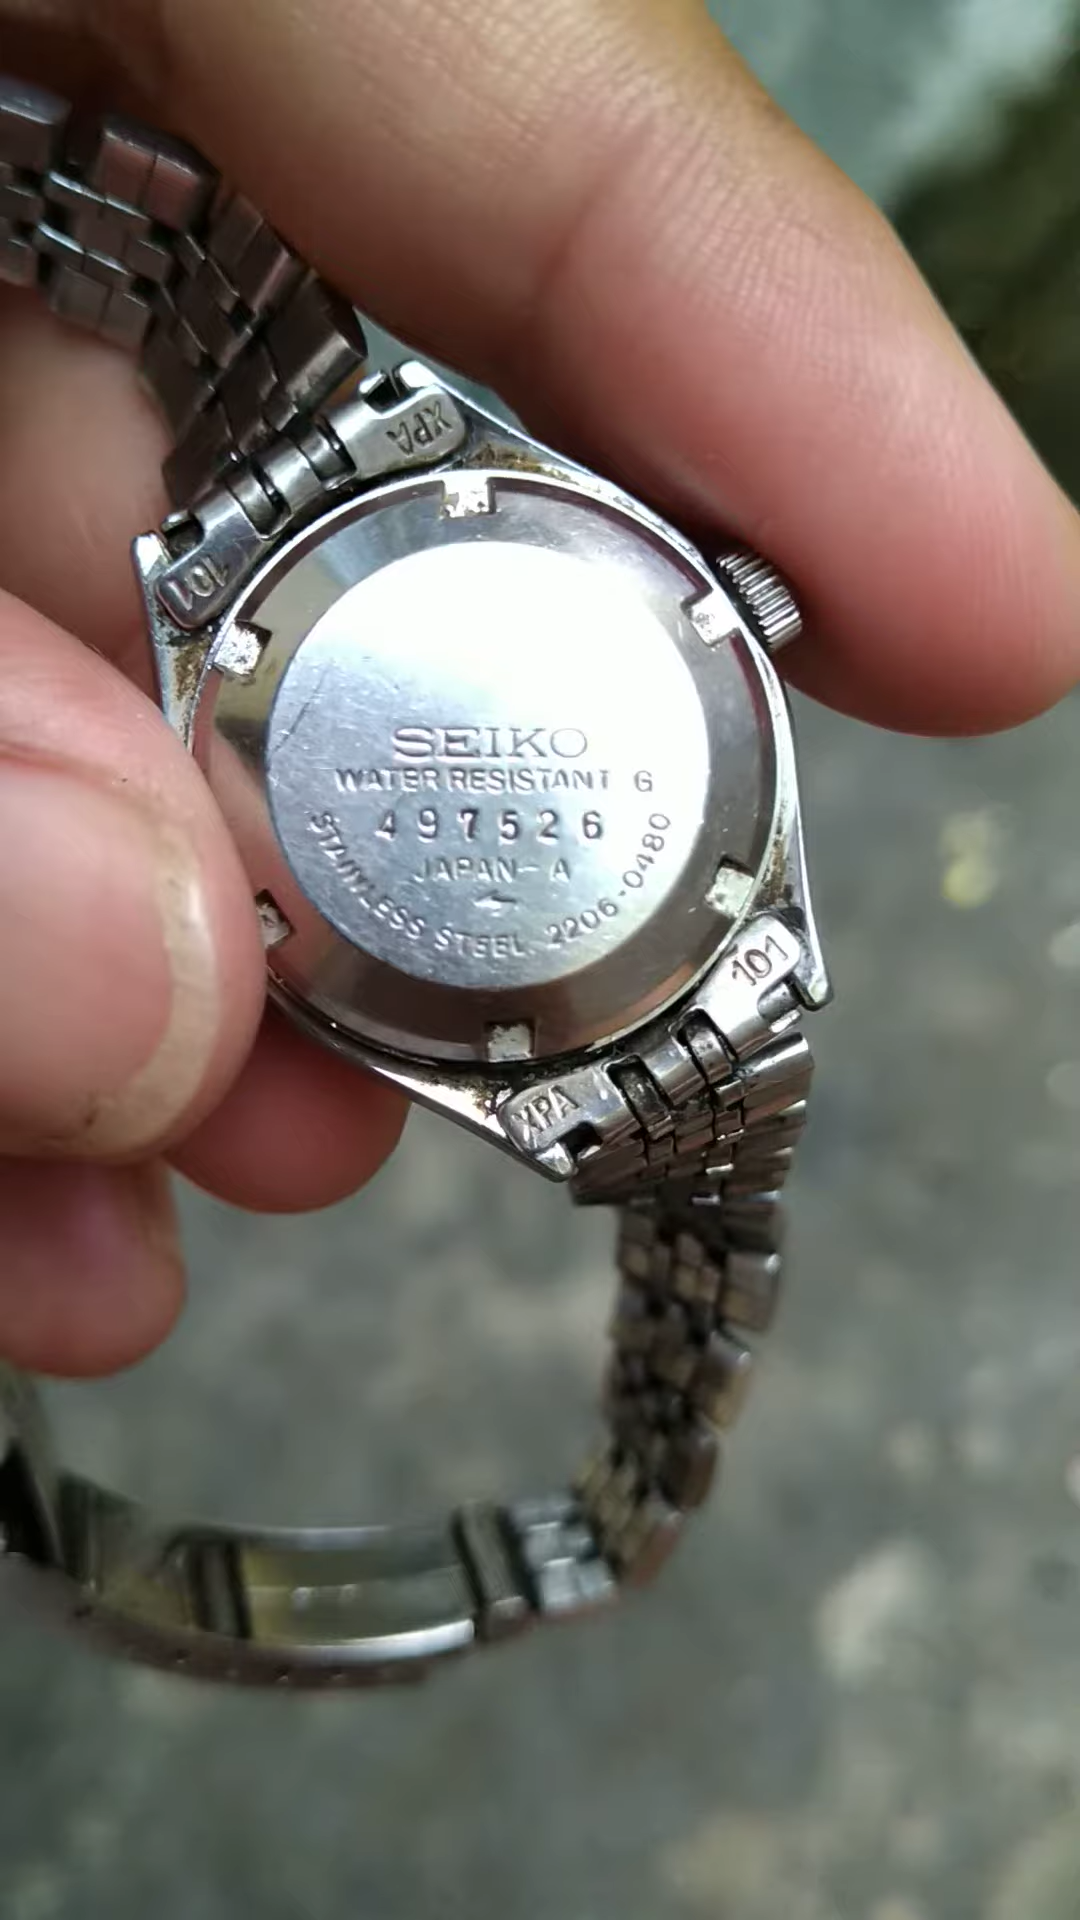 XPA
101
SEIKO
WATER RESISTANT G
497526
JAPAN-A
STAINLESS STEEL. 2206-0480
101
XPA